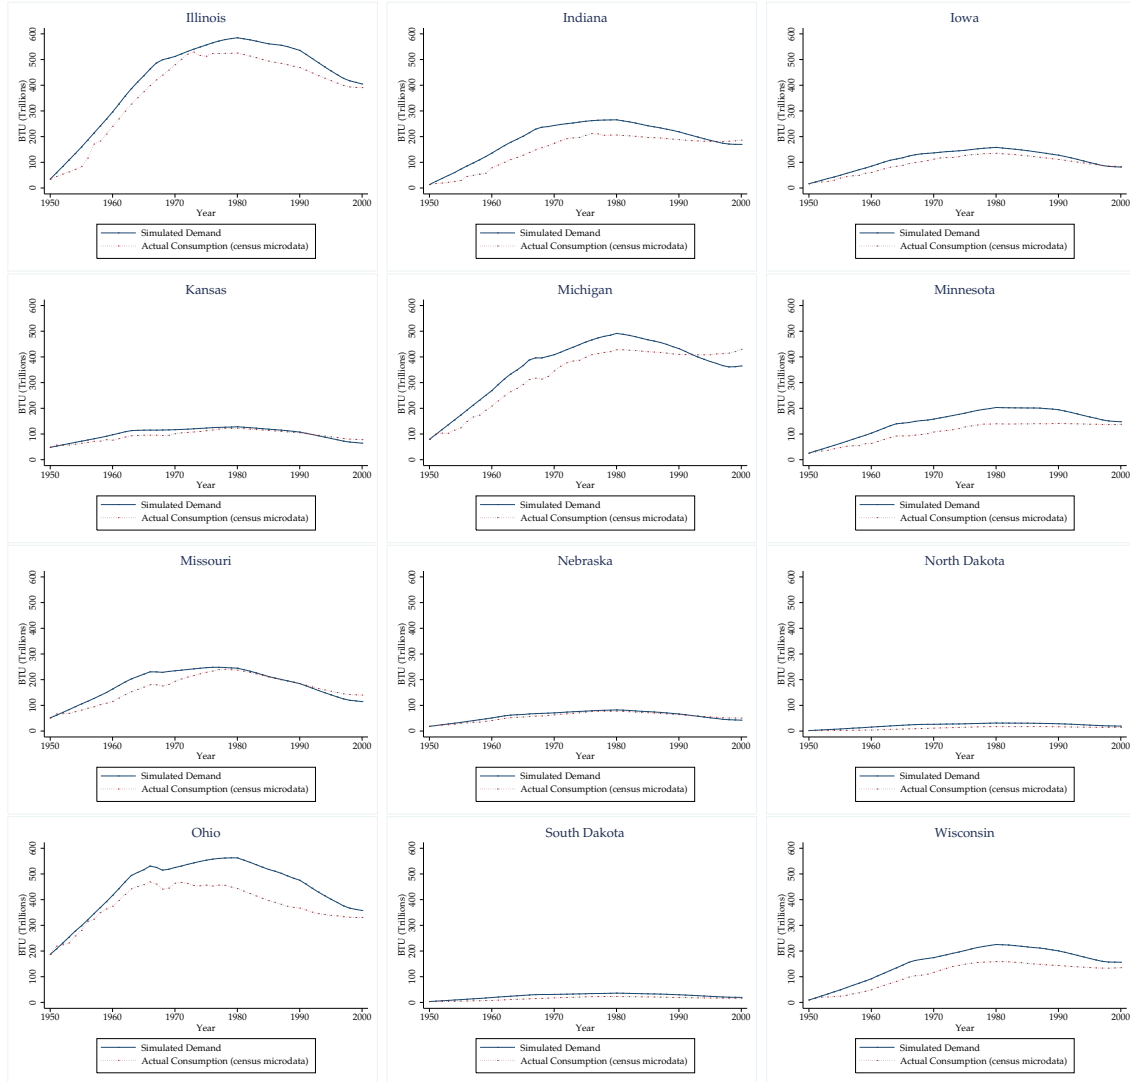 Illinois
BTU (Trillions)
0 100 200 300 400 500 600
1950 1960 1970 1980 1990 2000
Year
Simulated Demand
Actual Consumption (census microdata)
Indiana
BTU (Trillions)
0 100 200 300 400 500 600
1950 1960 1970 1980 1990 2000
Year
Simulated Demand
Actual Consumption (census microdata)
Iowa
BTU (Trillions)
0 100 200 300 400 500 600
1950 1960 1970 1980 1990 2000
Year
Simulated Demand
Actual Consumption (census microdata)
Kansas
BTU (Trillions)
0 100 200 300 400 500 600
1950 1960 1970 1980 1990 2000
Year
Simulated Demand
Actual Consumption (census microdata)
Michigan
BTU (Trillions)
0 100 200 300 400 500 600
1950 1960 1970 1980 1990 2000
Year
Simulated Demand
Actual Consumption (census microdata)
Minnesota
BTU (Trillions)
0 100 200 300 400 500 600
1950 1960 1970 1980 1990 2000
Year
Simulated Demand
Actual Consumption (census microdata)
Missouri
BTU (Trillions)
0 100 200 300 400 500 600
1950 1960 1970 1980 1990 2000
Year
Simulated Demand
Actual Consumption (census microdata)
Nebraska
BTU (Trillions)
0 100 200 300 400 500 600
1950 1960 1970 1980 1990 2000
Year
Simulated Demand
Actual Consumption (census microdata)
North Dakota
BTU (Trillions)
0 100 200 300 400 500 600
1950 1960 1970 1980 1990 2000
Year
Simulated Demand
Actual Consumption (census microdata)
Ohio
BTU (Trillions)
0 100 200 300 400 500 600
1950 1960 1970 1980 1990 2000
Year
Simulated Demand
Actual Consumption (census microdata)
South Dakota
BTU (Trillions)
0 100 200 300 400 500 600
1950 1960 1970 1980 1990 2000
Year
Simulated Demand
Actual Consumption (census microdata)
Wisconsin
BTU (Trillions)
0 100 200 300 400 500 600
1950 1960 1970 1980 1990 2000
Year
Simulated Demand
Actual Consumption (census microdata)